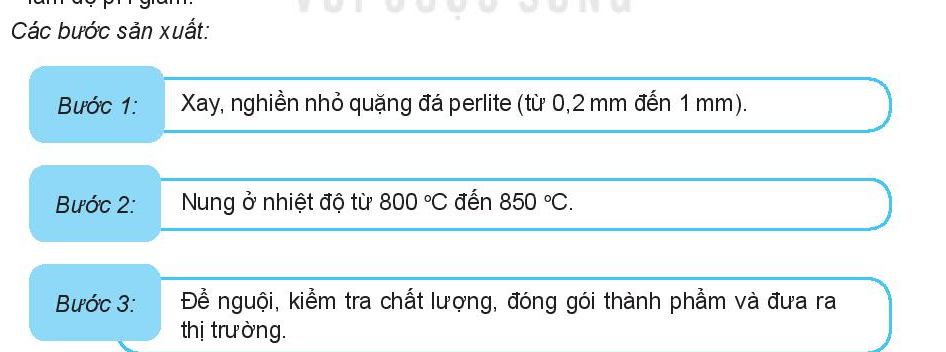 Các bước sản xuất:
Bước 1:
Xay, nghiền nhỏ quặng đá perlite (từ 0,2 mm đến 1 mm).
Bước 2:
Nung ở nhiệt độ từ 800 °C đến 850 °C.
Bước 3:
Để nguội, kiểm tra chất lượng, đóng gói thành phẩm và đưa ra
thị trường.